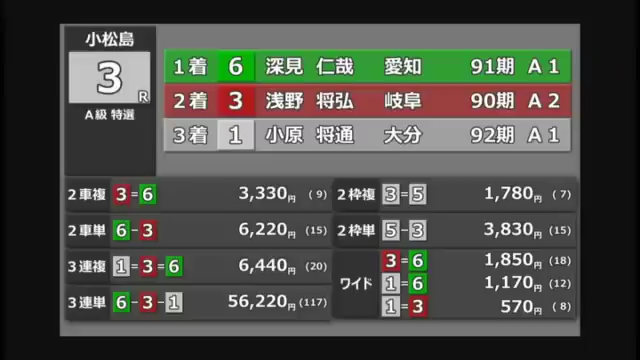 小松島
3R
A級 特選
1着 6 深見 仁哉 愛知 91期 A1
2着 3 浅野 将弘 岐阜 90期 A2
3着 1 小原 将通 大分 92期 A1
2車複 3=6 3,330円 (9)
2車単 6-3 6,220円 (15)
3連複 1=3=6 6,440円 (20)
3連単 6-3-1 56,220円 (117)
2枠複 3=5 1,780円 (7)
2枠単 5-3 3,830円 (15)
ワイド
3=6 1,850円 (18)
1=6 1,170円 (12)
1=3 570円 (8)